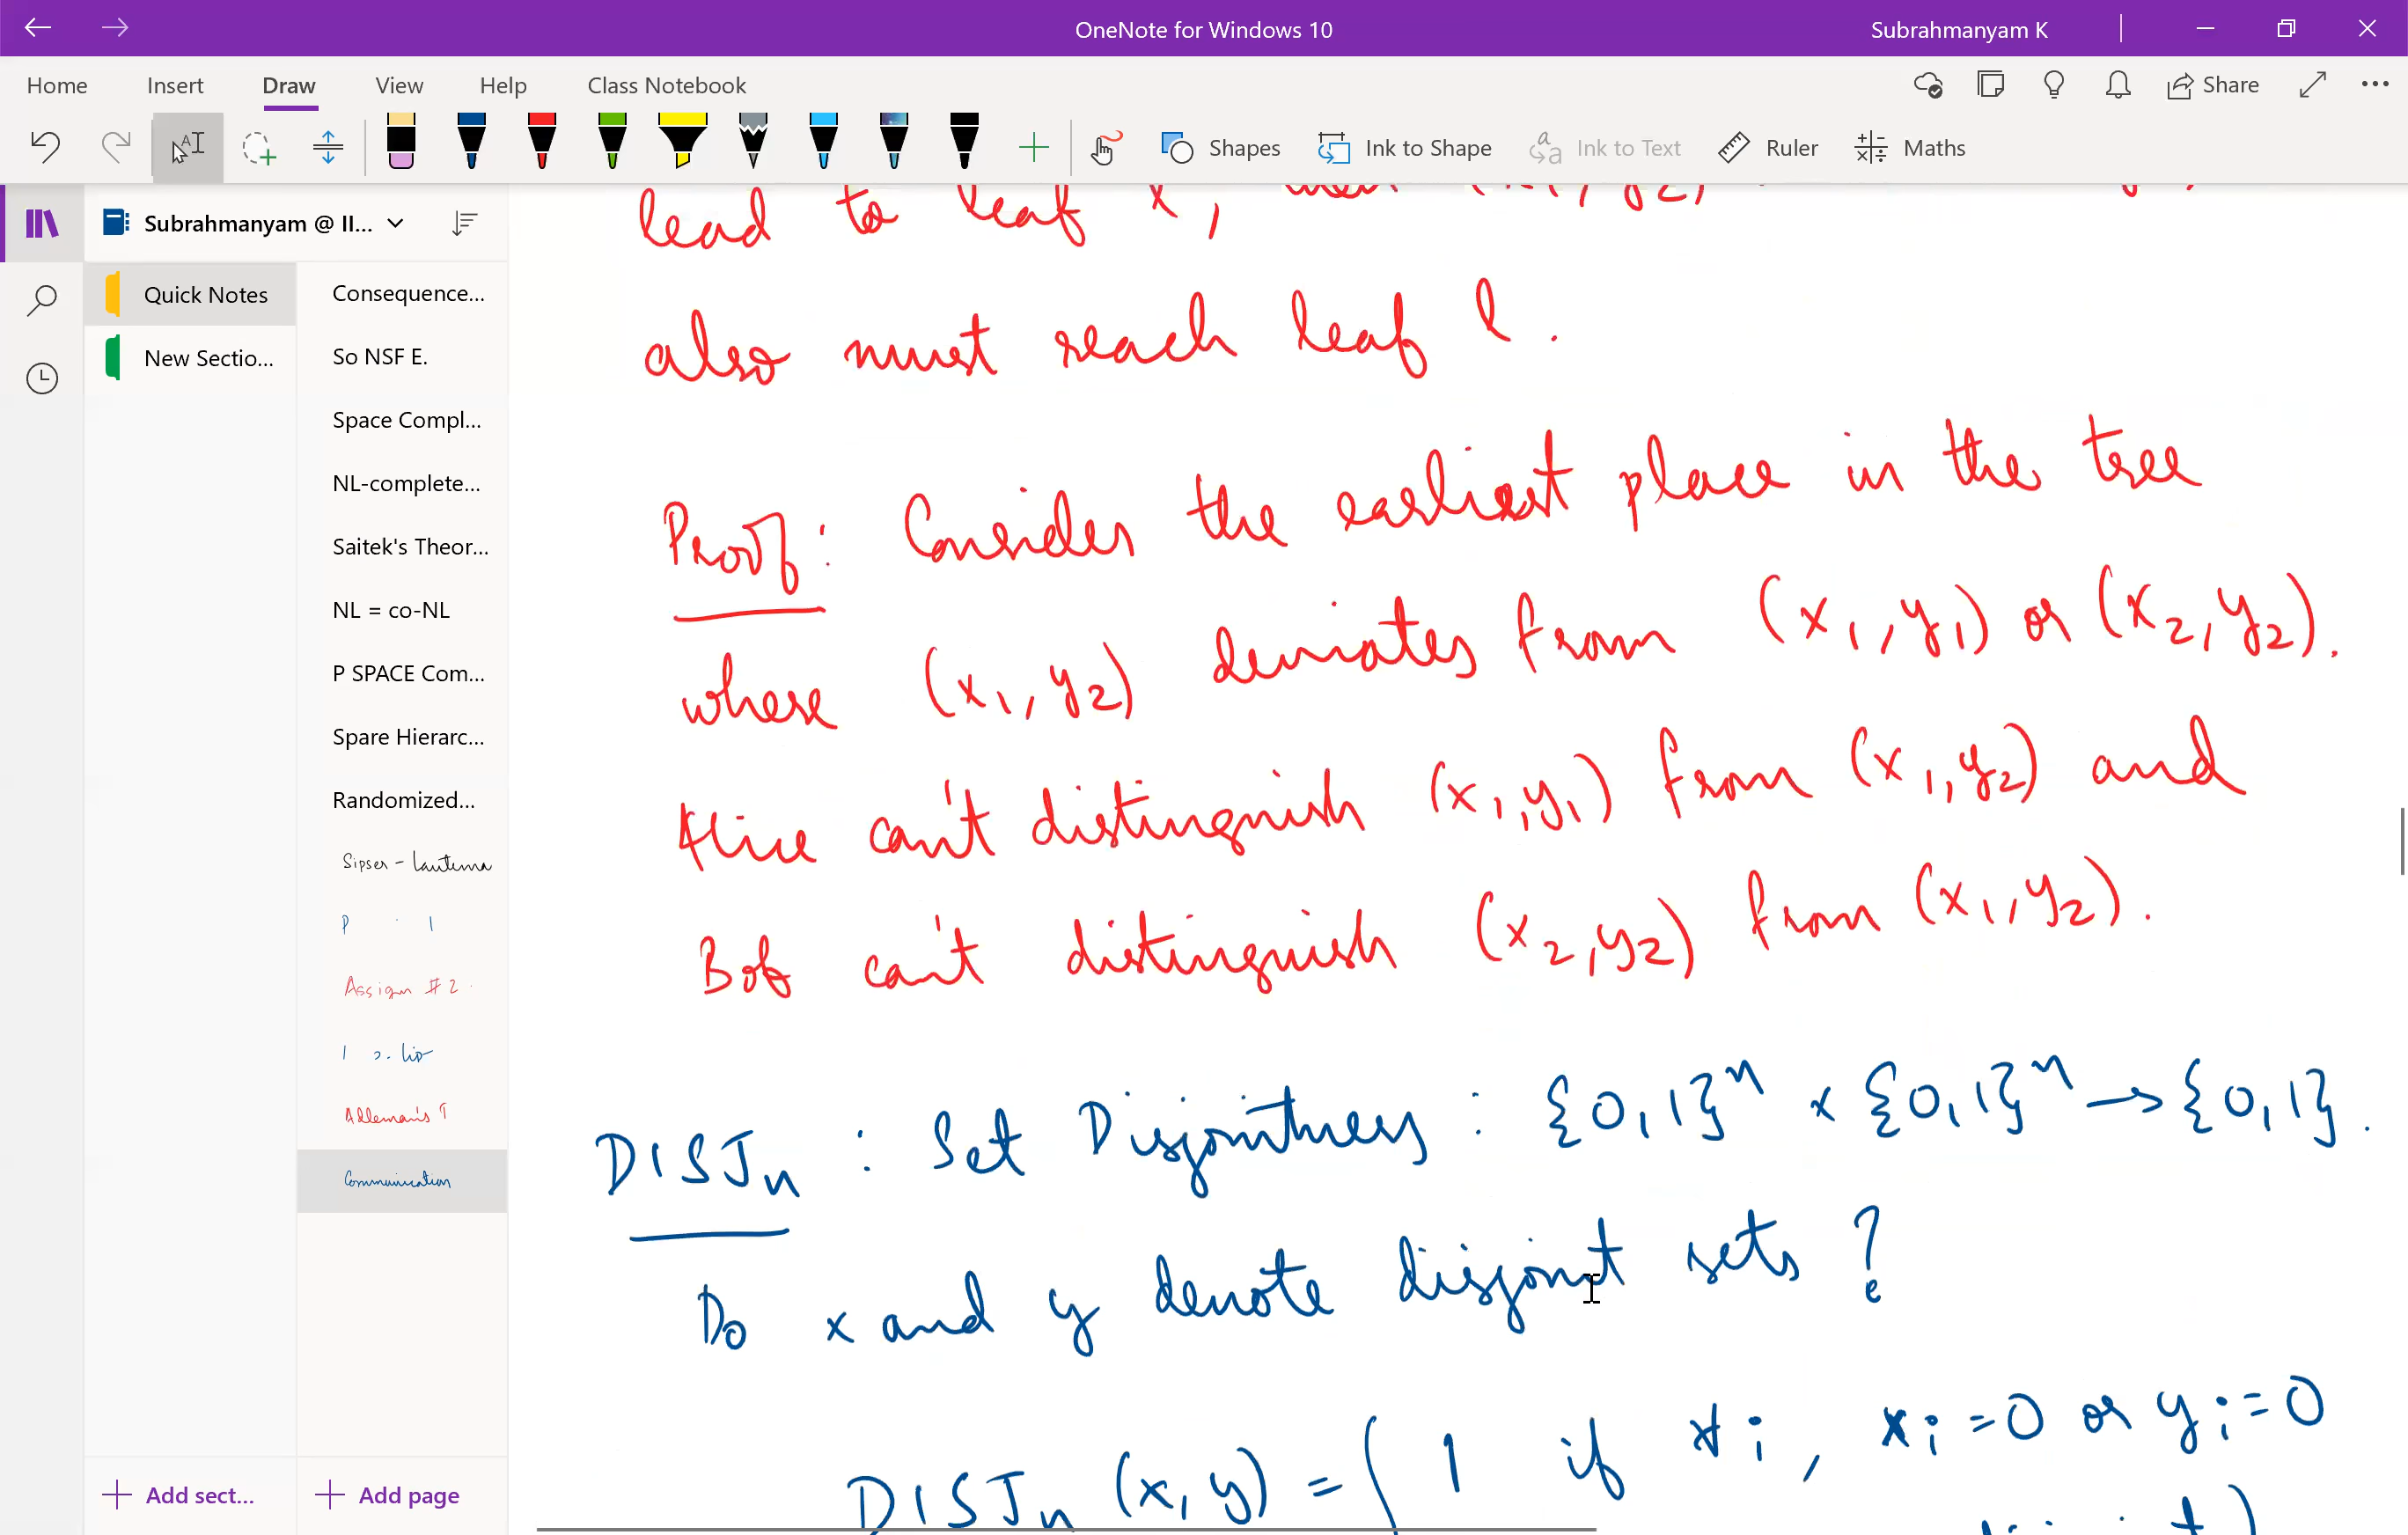 OneNote for Windows 10
Subrahmanyam K
Home Insert Draw View Help Class Notebook
Share
Shapes Ink to Shape Ink to Text Ruler Maths
Subrahmanyam @ II...
Quick Notes
New Sectio...
Consequence...
So NSF E.
Space Compl...
NL-complete...
Saitek's Theor...
NL = co-NL
P SPACE Com...
Spare Hierarc...
Randomized...
Sipser - Lautema
Assign # 2
Communication
Add sect...
Add page
lead to leaf l,
also must reach leaf l.
Proof: Consider the earliest place in the tree
where (x₁,y₂) deviates from (x₁,y₁) or (x₂,y₂).
Alice can't distinguish (x₁,y₁) from (x₁,y₂) and
Bob can't distinguish (x₂,y₂) from (x₁,y₂).
DISJₙ : Set Disjointness : {0,1}ⁿ × {0,1}ⁿ → {0,1}.
Do x and y denote disjoint sets ?
DISJₙ (x,y) = { 1 if ∀i, xᵢ=0 or yᵢ=0